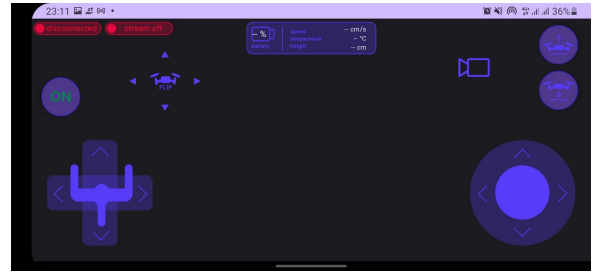 23:11
36%
disconnected
stream off
- %
battery
speed
-- cm/s
temperature
-- °C
height
-- cm
FLIP
ON